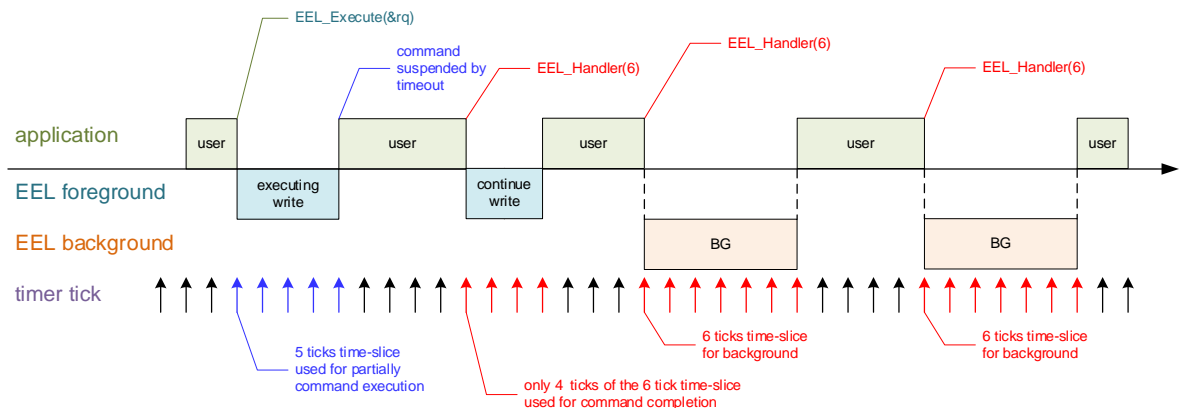 EEL_Execute(&rq)
EEL_Handler(6)
command
suspended by
timeout
EEL_Handler(6)
EEL_Handler(6)
application
user
user
user
user
user
EEL foreground
executing
write
continue
write
EEL background
BG
BG
timer tick
5 ticks time-slice
used for partially
command execution
only 4 ticks of the 6 tick time-slice
used for command completion
6 ticks time-slice
for background
6 ticks time-slice
for background